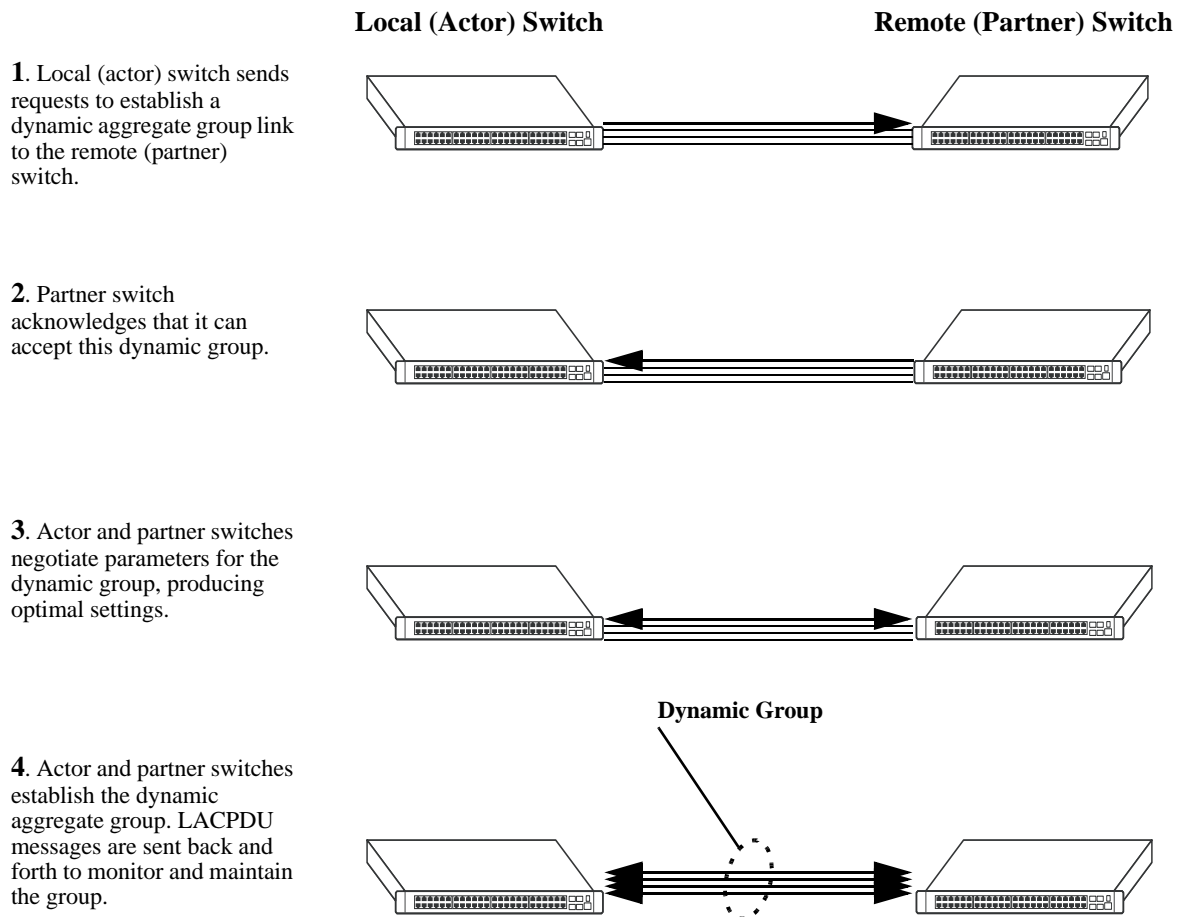 Local (Actor) Switch
Remote (Partner) Switch
1. Local (actor) switch sends
requests to establish a
dynamic aggregate group link
to the remote (partner)
switch.
2. Partner switch
acknowledges that it can
accept this dynamic group.
3. Actor and partner switches
negotiate parameters for the
dynamic group, producing
optimal settings.
Dynamic Group
4. Actor and partner switches
establish the dynamic
aggregate group. LACPDU
messages are sent back and
forth to monitor and maintain
the group.